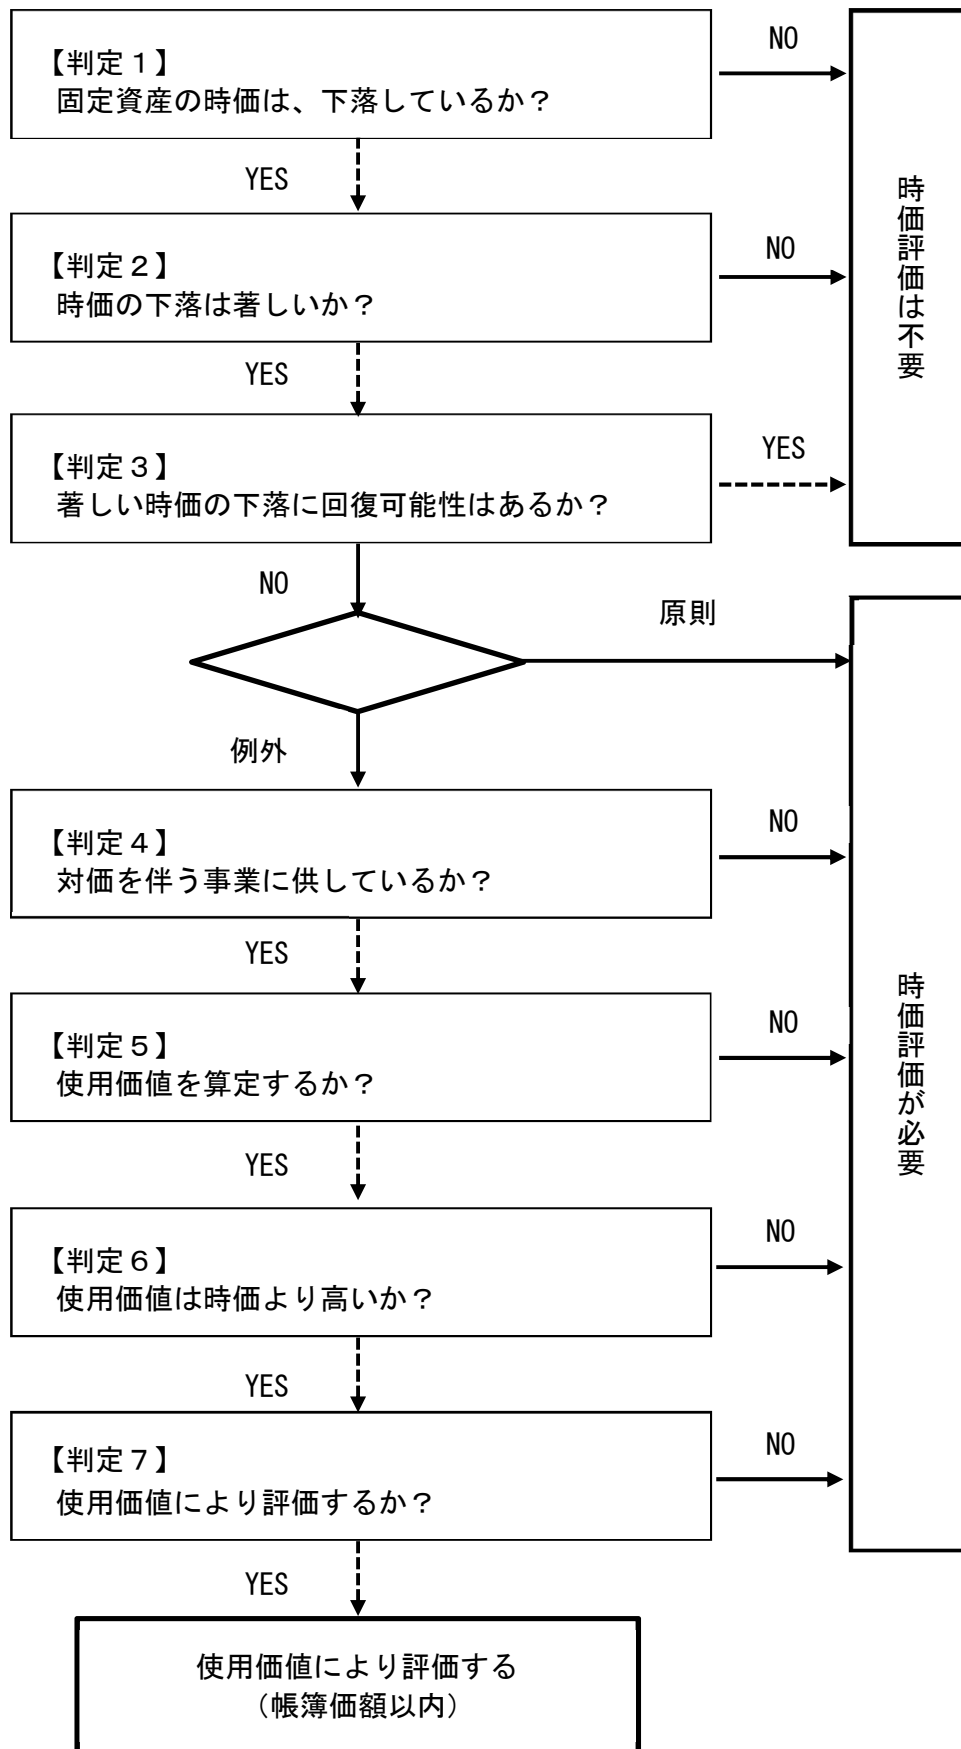 【判定１】
固定資産の時価は、下落しているか？
NO
YES
【判定２】
時価の下落は著しいか？
NO
YES
【判定３】
著しい時価の下落に回復可能性はあるか？
YES
時価評価は不要
NO
原則
例外
【判定４】
対価を伴う事業に供しているか？
NO
YES
【判定５】
使用価値を算定するか？
NO
YES
【判定６】
使用価値は時価より高いか？
NO
YES
【判定７】
使用価値により評価するか？
NO
時価評価が必要
YES
使用価値により評価する
（帳簿価額以内）